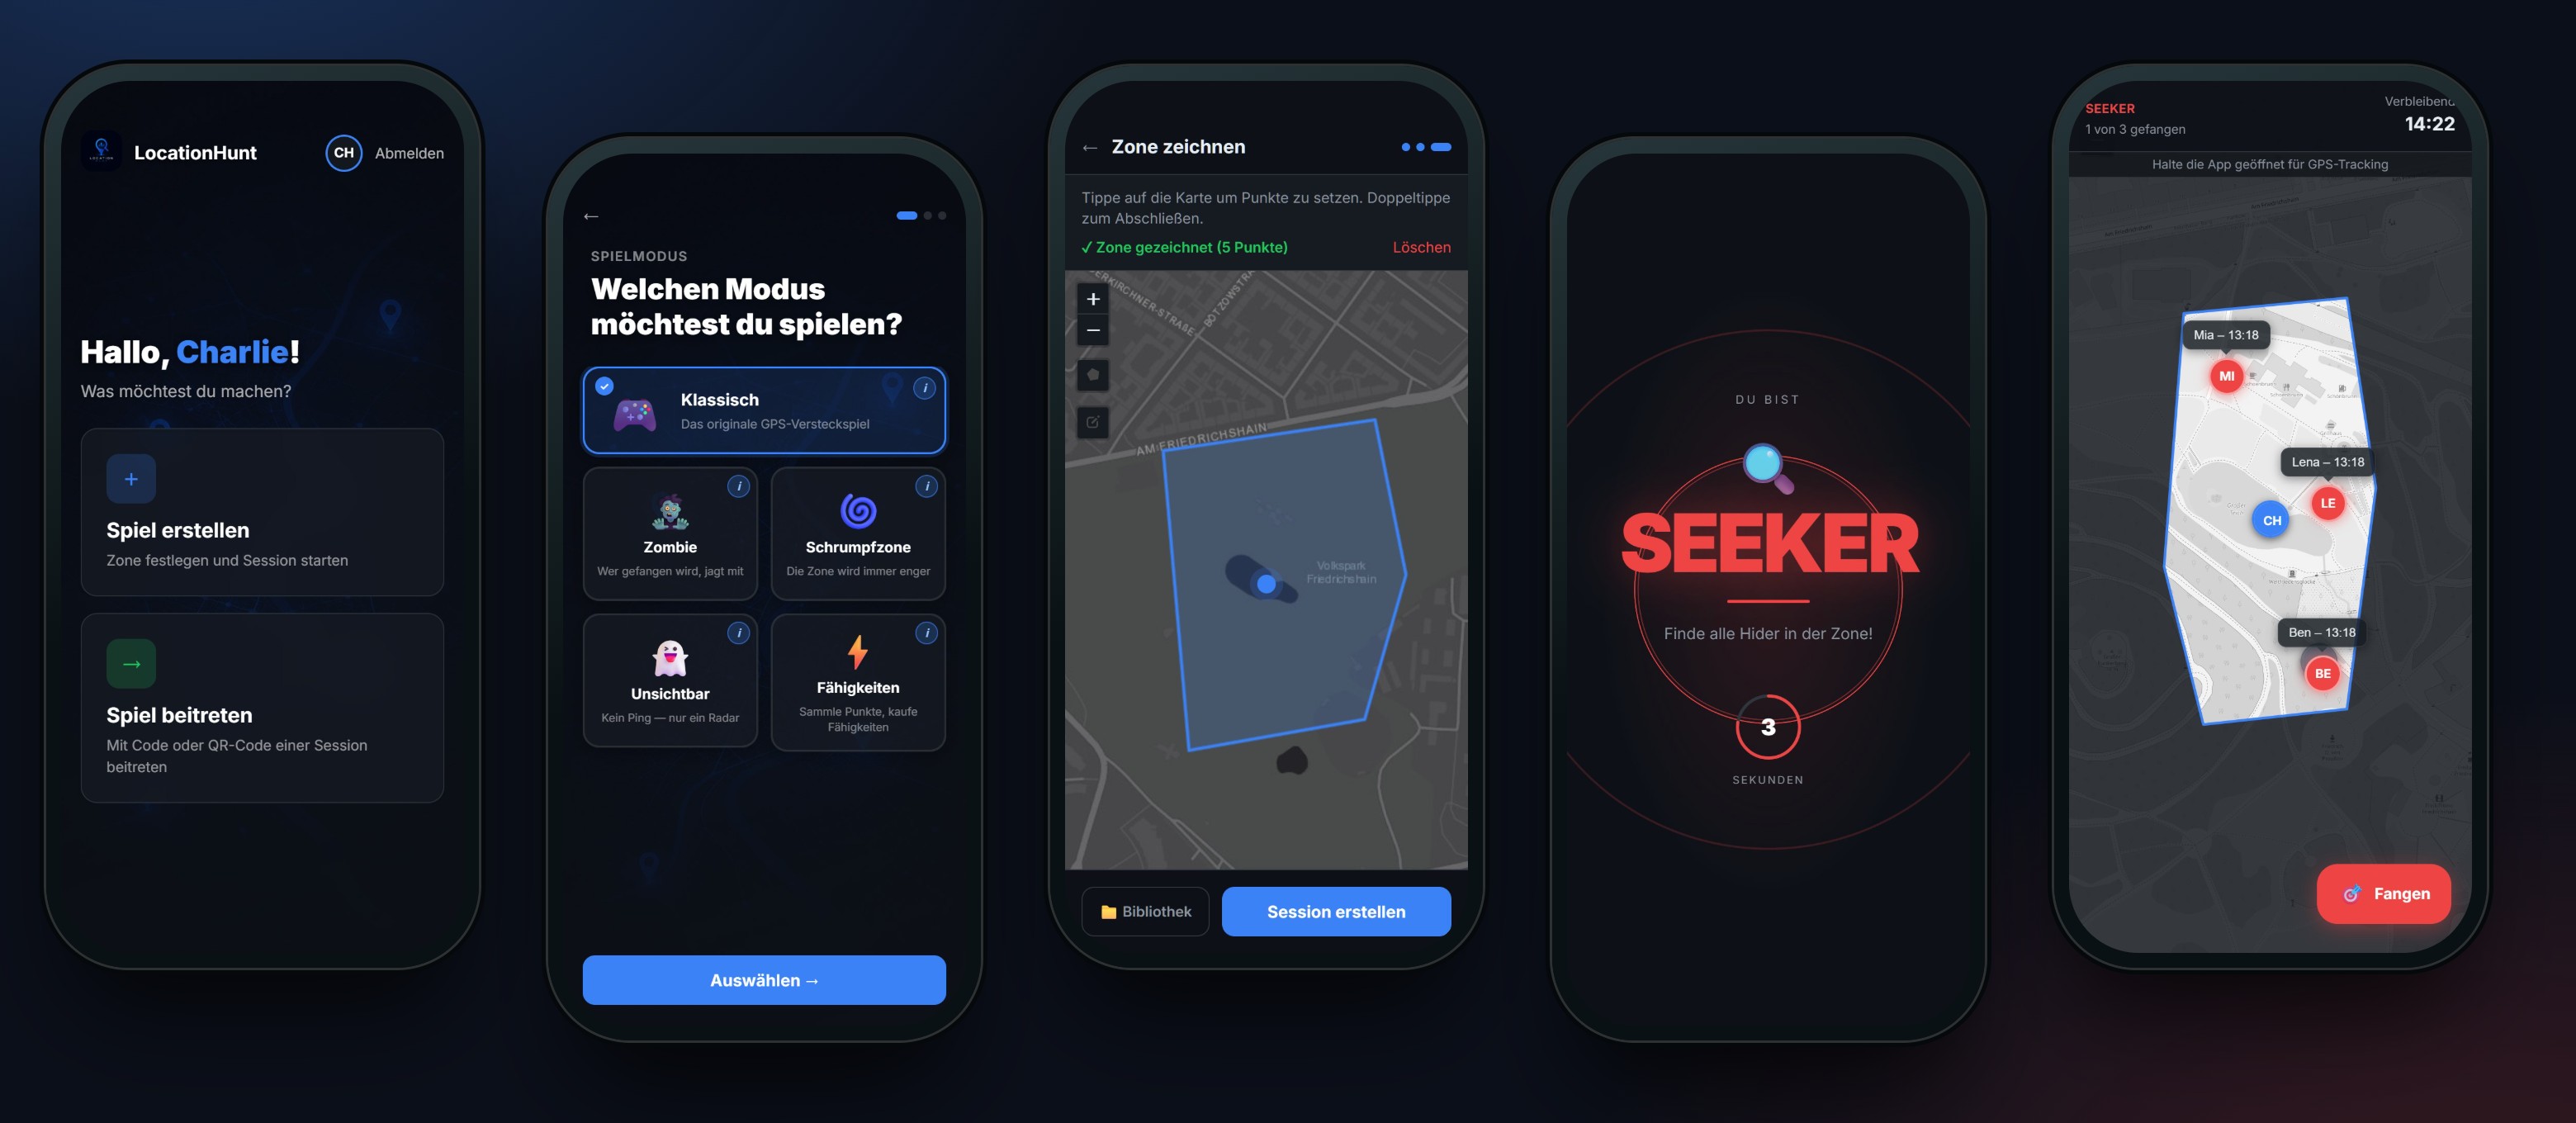 LocationHunt
CH
Abmelden
Hallo, Charlie!
Was möchtest du machen?
+
Spiel erstellen
Zone festlegen und Session starten
→
Spiel beitreten
Mit Code oder QR-Code einer Session
beitreten
←
SPIELMODUS
Welchen Modus
möchtest du spielen?
i
Klassisch
Das originale GPS-Versteckspiel
i
Zombie
Wer gefangen wird, jagt mit
i
Schrumpfzone
Die Zone wird immer enger
i
Unsichtbar
Kein Ping — nur ein Radar
i
Fähigkeiten
Sammle Punkte, kaufe
Fähigkeiten
Auswählen →
← Zone zeichnen
Tippe auf die Karte um Punkte zu setzen. Doppeltippe
zum Abschließen.
✓ Zone gezeichnet (5 Punkte)
Löschen
+
−
BÖTZOWSTRA
AM FRIEDRICHSHAIN
Volkspark
Friedrichshain
Bibliothek
Session erstellen
DU BIST
SEEKER
Finde alle Hider in der Zone!
3
SEKUNDEN
SEEKER
1 von 3 gefangen
Verbleibend
14:22
Halte die App geöffnet für GPS-Tracking
Mia – 13:18
MI
Lena – 13:18
LE
CH
Ben – 13:18
BE
Fangen